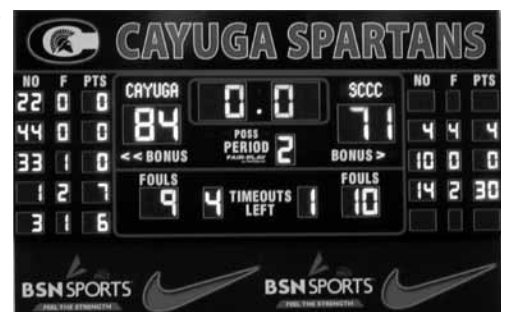 CAYUGA SPARTANS
NO F PTS
22 0 0
44 0 0
33 1 0
1 2 7
3 1 6
CAYUGA
84
<< BONUS
0.0
POSS
PERIOD 2
FAIR-PLAY
SCCC
71
BONUS >
FOULS
9
4 TIMEOUTS LEFT 1
FOULS
10
NO F PTS
4 4 4
10 0 0
14 2 30
BSN SPORTS
FEEL THE STRENGTH
BSN SPORTS
FEEL THE STRENGTH